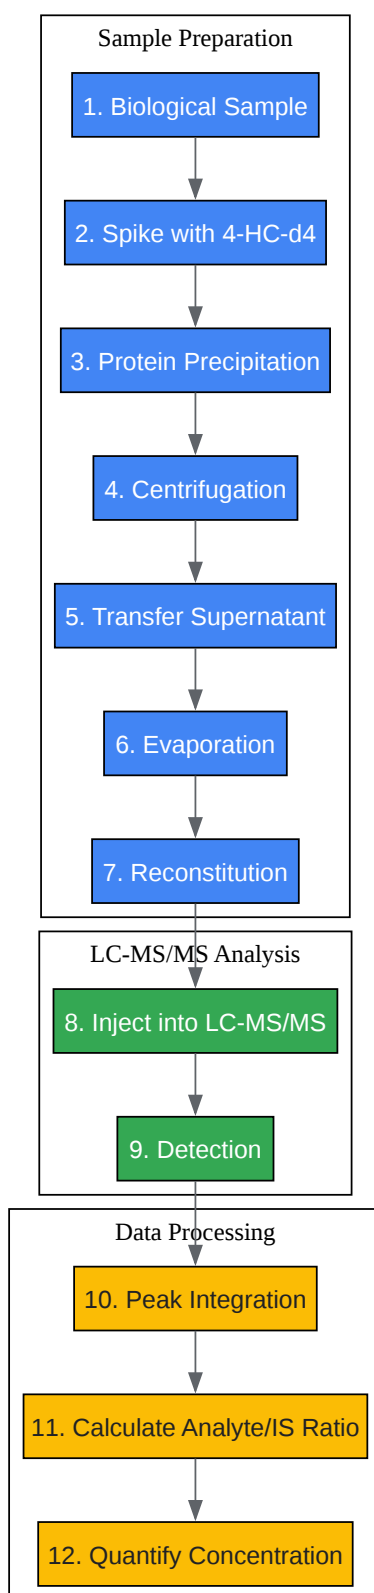 Sample Preparation
1. Biological Sample
2. Spike with 4-HC-d4
3. Protein Precipitation
4. Centrifugation
5. Transfer Supernatant
6. Evaporation
7. Reconstitution
LC-MS/MS Analysis
8. Inject into LC-MS/MS
9. Detection
Data Processing
10. Peak Integration
11. Calculate Analyte/IS Ratio
12. Quantify Concentration